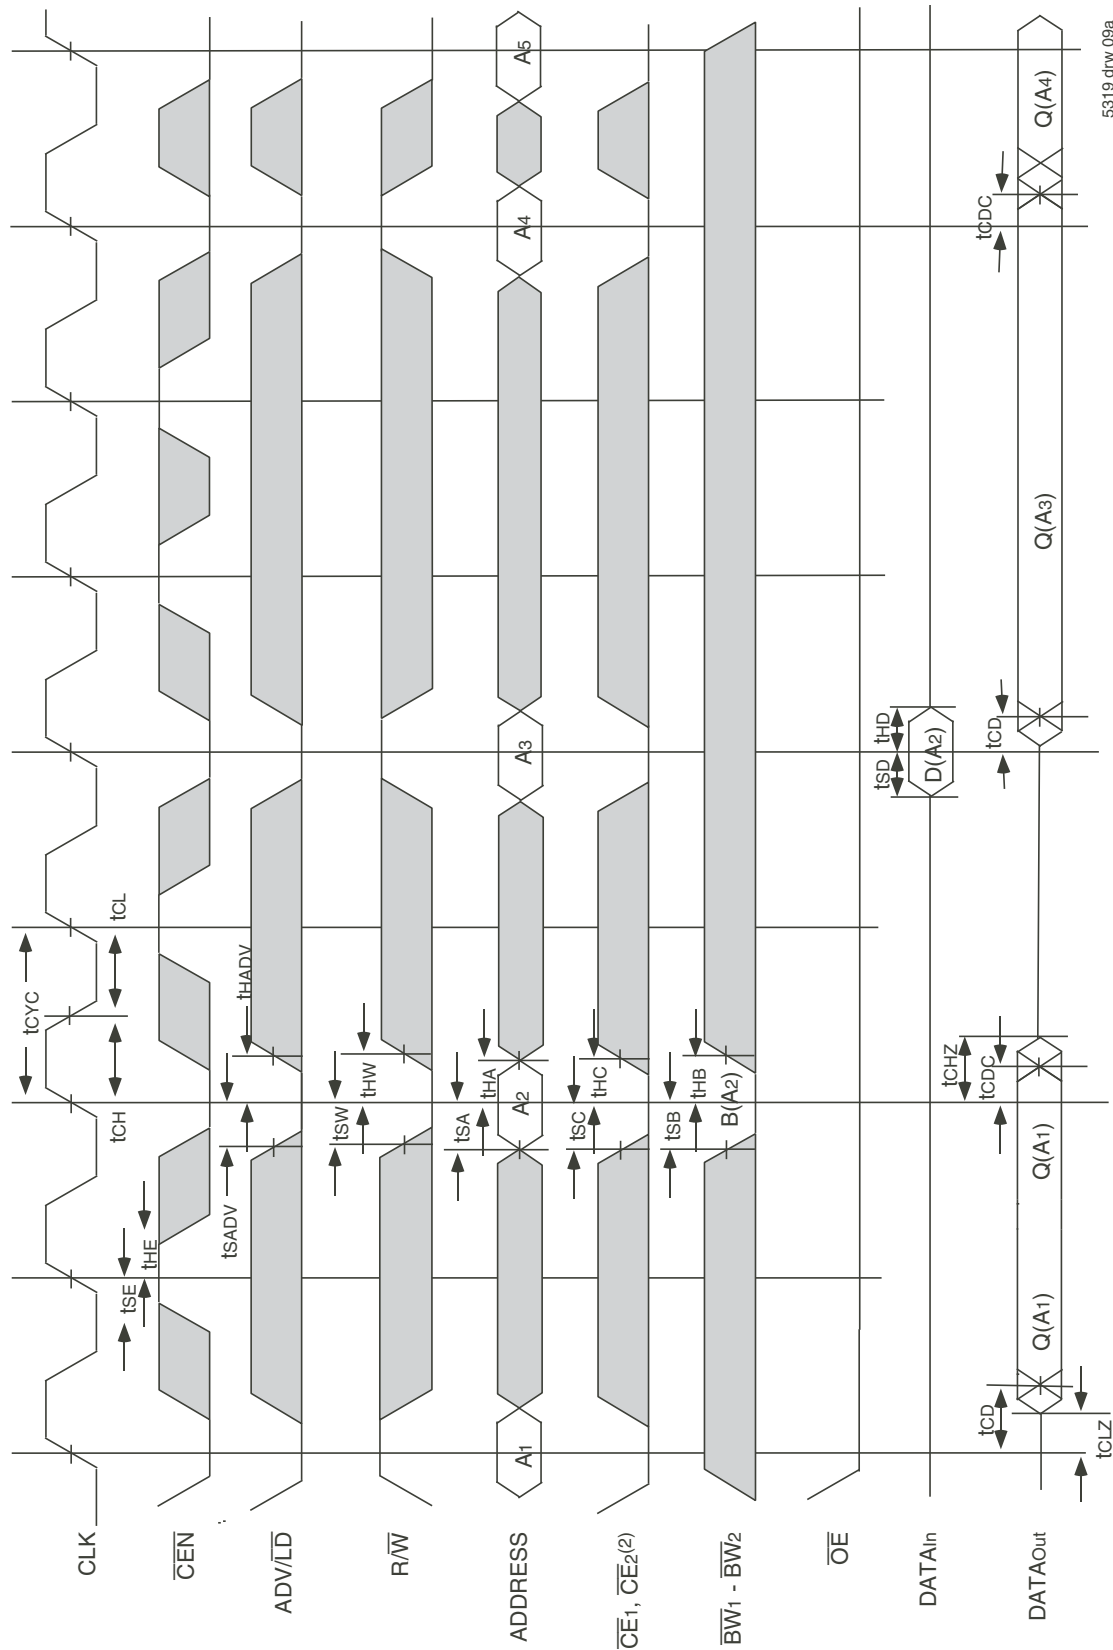 tCYC
CLK
tCH
tCL
tSE
tHE
CEN
tSADV
tHADV
ADV/LD
tSW
tHW
R/W
tSA
tHA
ADDRESS
A1
A2
A3
A4
A5
tSC
tHC
CE1, CE2(2)
tSB
tHB
B(A2)
BW1 - BW2
OE
tSD
tHD
DATAIn
D(A2)
tCD
tCHZ
tCDC
tCD
tCDC
DATAOut
Q(A1)
Q(A1)
Q(A3)
Q(A4)
tCLZ
5319 drw 09a